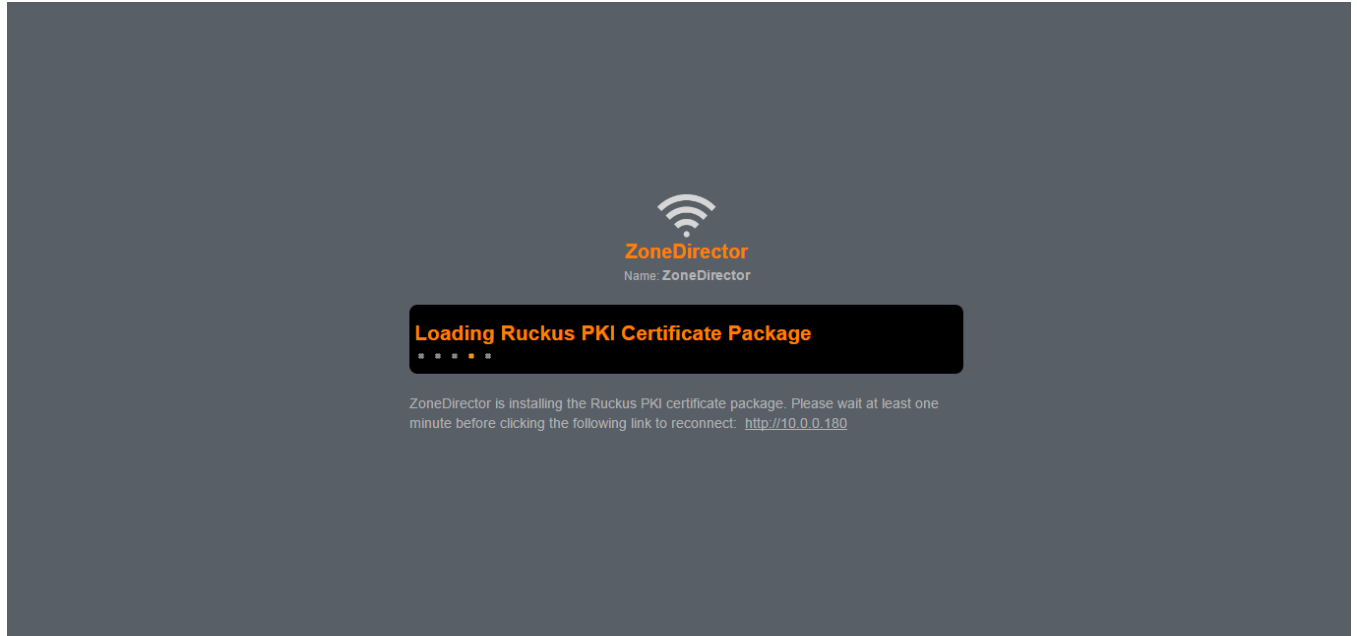 ZoneDirector
Name: ZoneDirector
Loading Ruckus PKI Certificate Package
ZoneDirector is installing the Ruckus PKI certificate package. Please wait at least one
minute before clicking the following link to reconnect: http://10.0.0.180